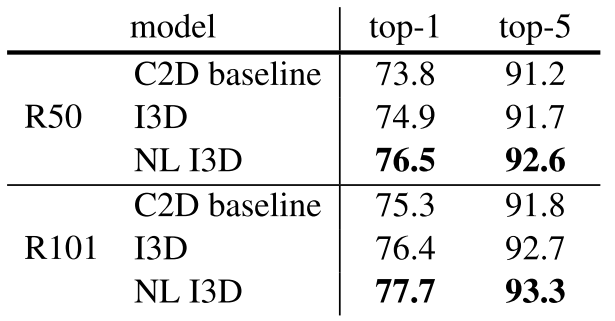 model top-1 top-5
C2D baseline 73.8 91.2
R50 I3D 74.9 91.7
NL I3D 76.5 92.6
C2D baseline 75.3 91.8
R101 I3D 76.4 92.7
NL I3D 77.7 93.3